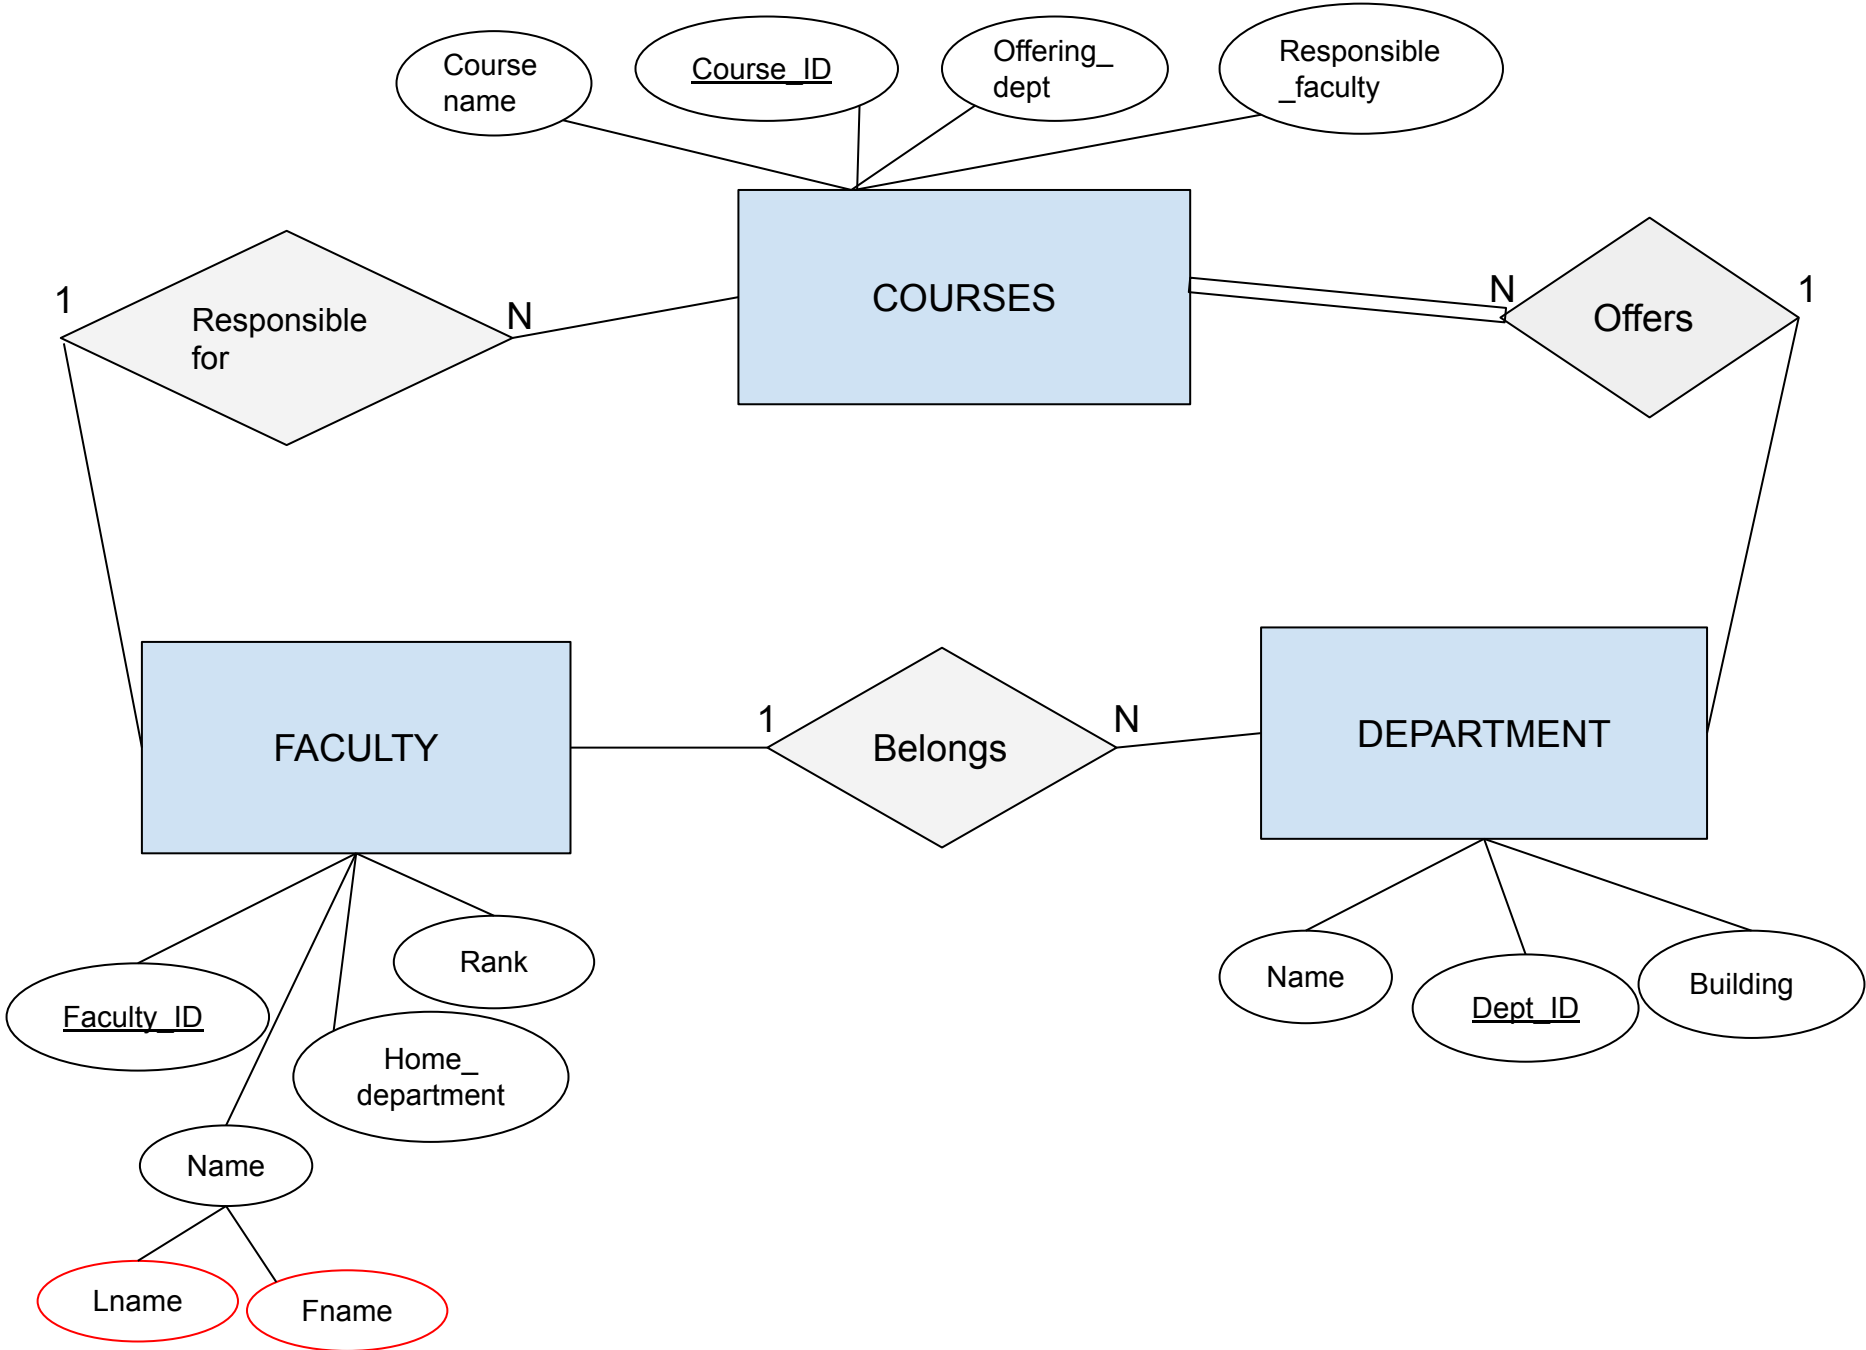 Course
name
Course_ID
Offering_
dept
Responsible
_faculty
1
Responsible
for
N
COURSES
N
Offers
1
FACULTY
1
Belongs
N
DEPARTMENT
Faculty_ID
Rank
Home_
department
Name
Lname
Fname
Name
Dept_ID
Building